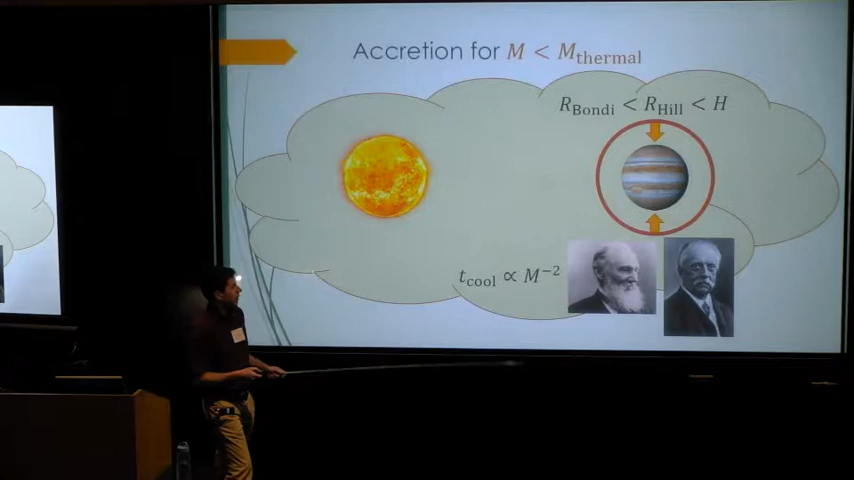 Accretion for M < M_thermal
R_Bondi < R_Hill < H
t_cool ∝ M⁻²